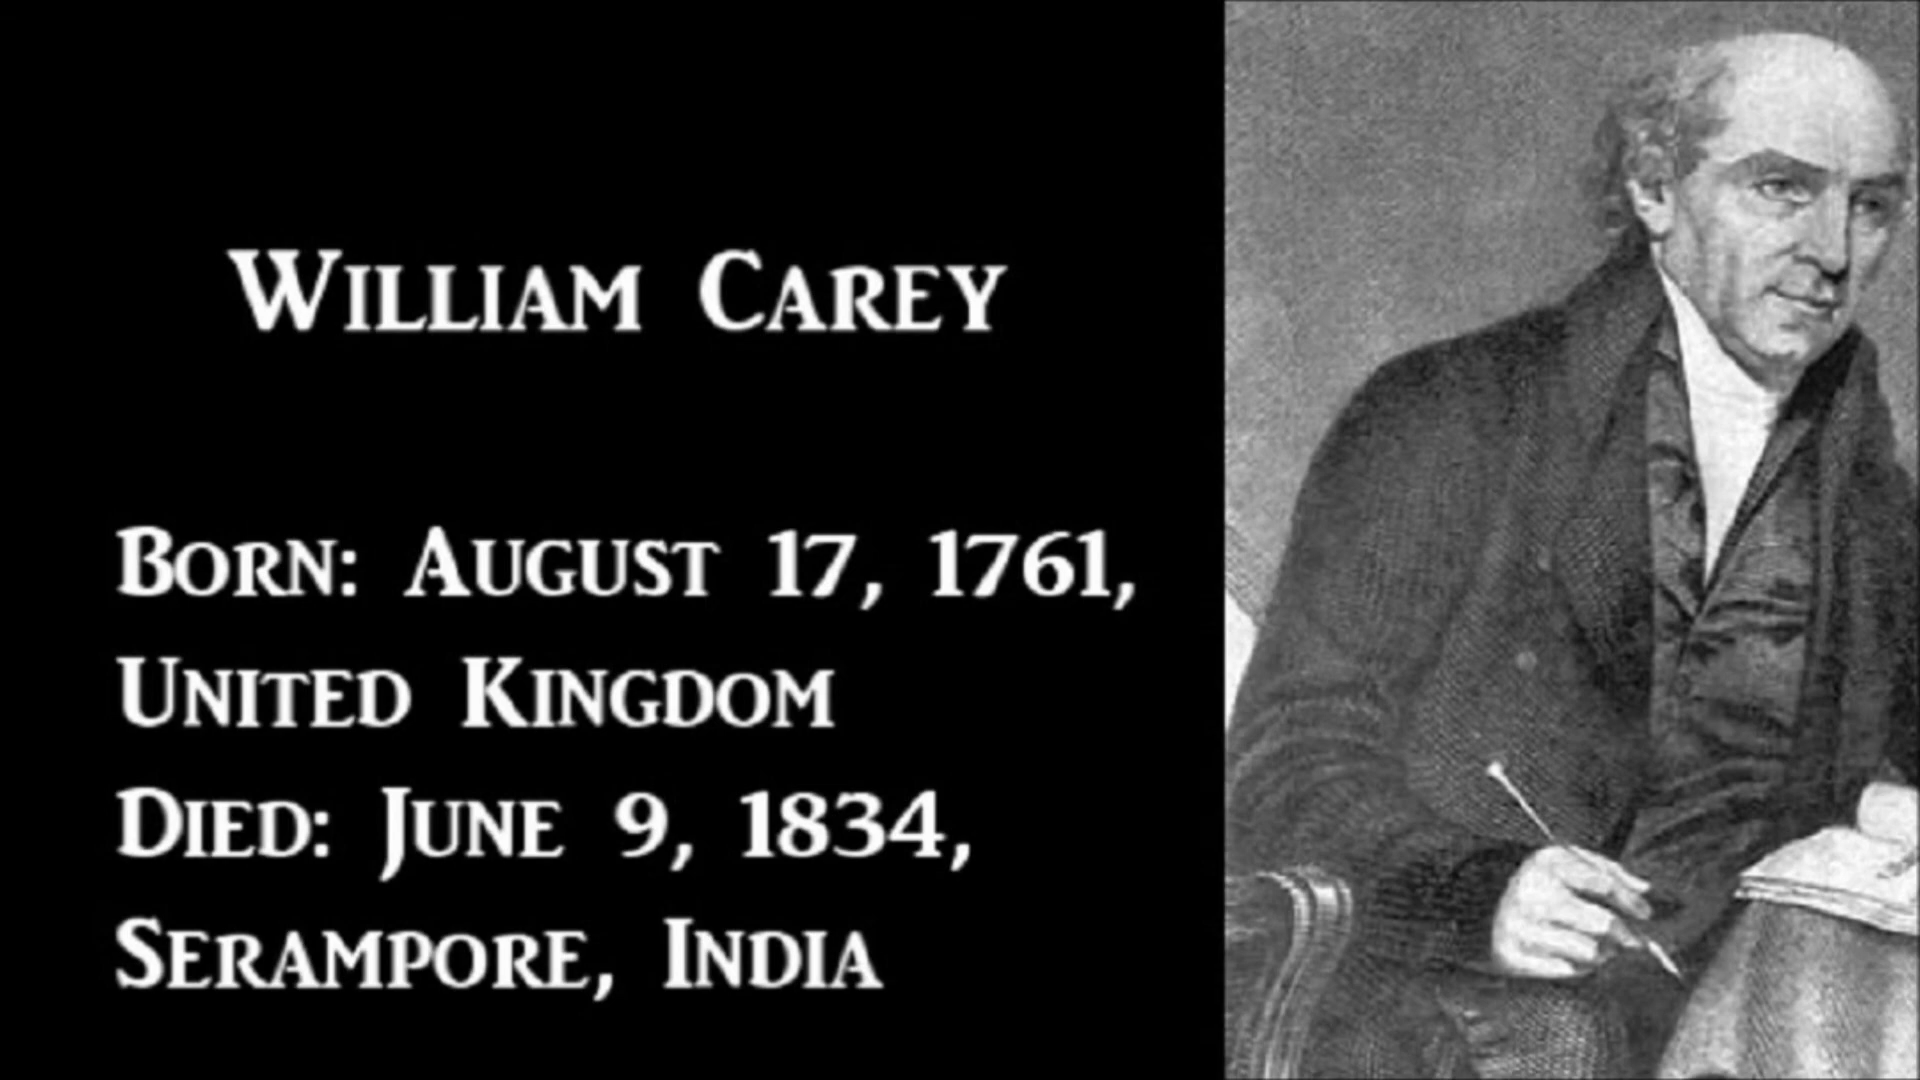 William Carey
Born: August 17, 1761,
United Kingdom
Died: June 9, 1834,
Serampore, India